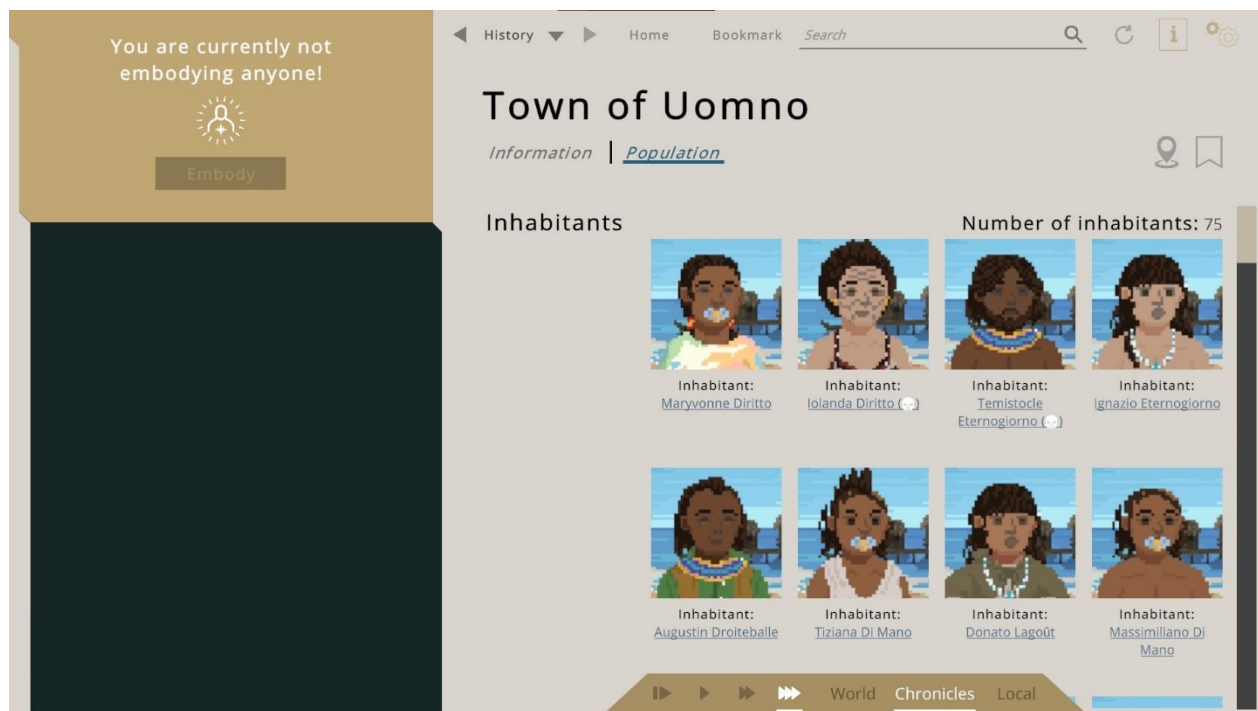 You are currently not
embodying anyone!
Embody
History
Home
Bookmark
Search
i
Town of Uomno
Information
Population
Inhabitants
Number of inhabitants: 75
Inhabitant:
Maryvonne Diritto
Inhabitant:
Iolanda Diritto ( )
Inhabitant:
Temistocle
Eternogiorno ( )
Inhabitant:
Ignazio Eternogiorno
Inhabitant:
Augustin Droiteballe
Inhabitant:
Tiziana Di Mano
Inhabitant:
Donato Lagoût
Inhabitant:
Massimiliano Di
Mano
World
Chronicles
Local